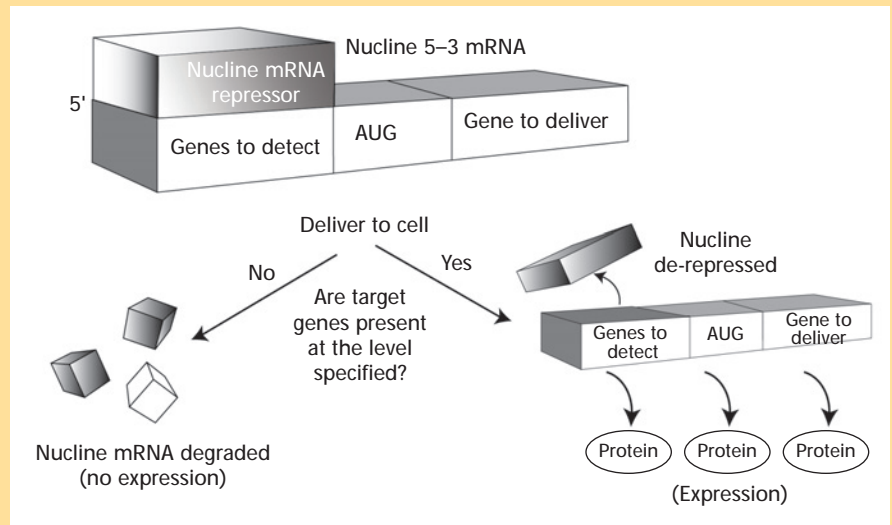 Nucline 5–3 mRNA
Nucline mRNA
repressor
5'
Genes to detect
AUG
Gene to deliver
Deliver to cell
No
Yes
Are target
genes present
at the level
specified?
Nucline
de-repressed
Genes to
detect
AUG
Gene to
deliver
Nucline mRNA degraded
(no expression)
Protein
Protein
Protein
(Expression)